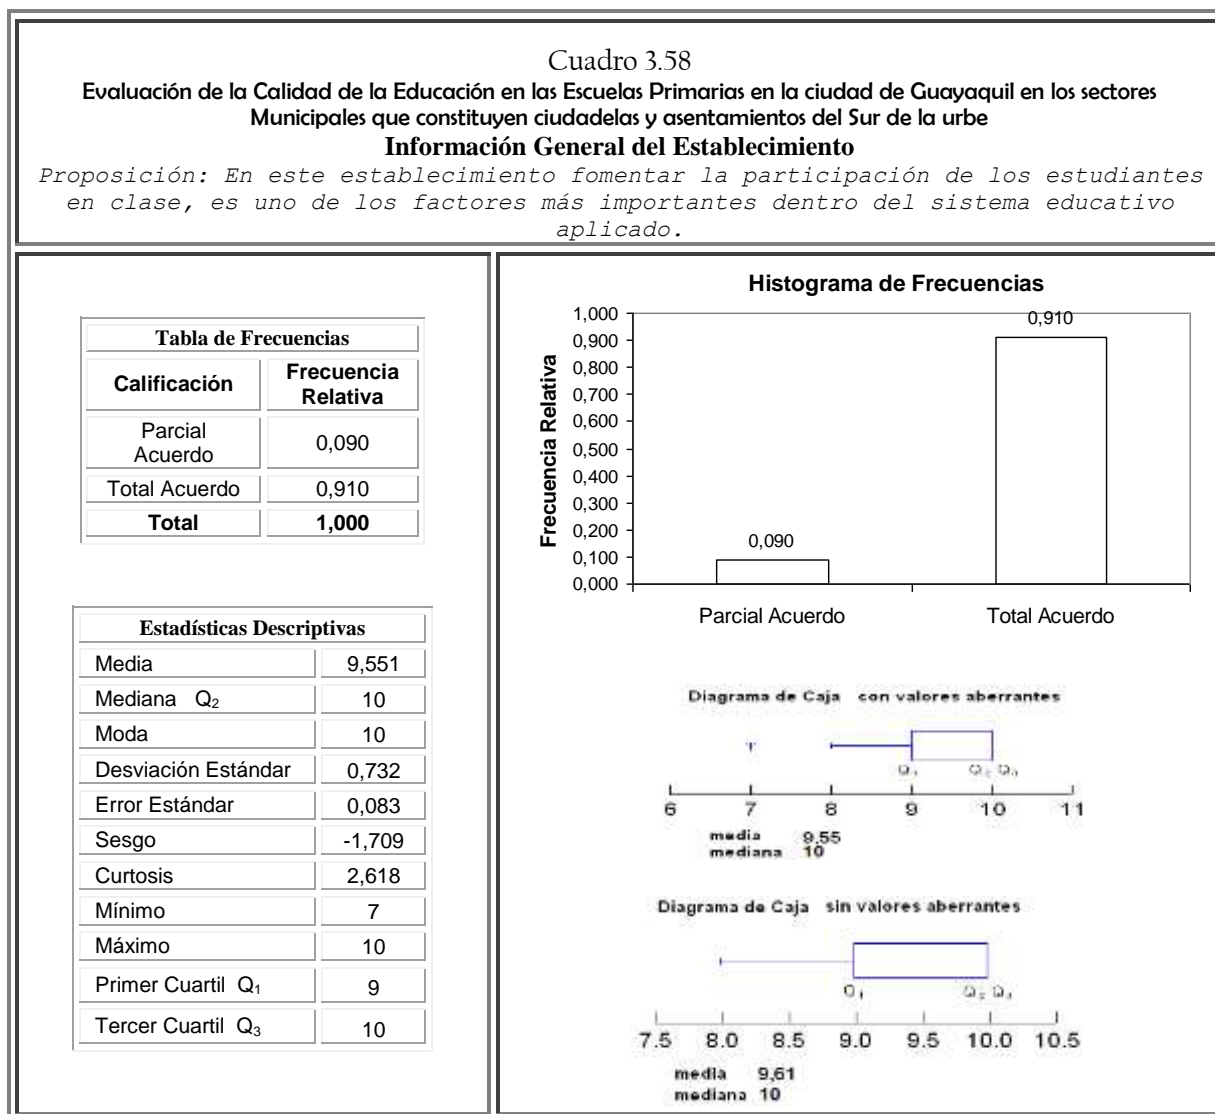 Cuadro 3.58
Evaluación de la Calidad de la Educación en las Escuelas Primarias en la ciudad de Guayaquil en los sectores
Municipales que constituyen ciudadelas y asentamientos del Sur de la urbe
Información General del Establecimiento
Proposición: En este establecimiento fomentar la participación de los estudiantes
en clase, es uno de los factores más importantes dentro del sistema educativo
aplicado.
Tabla de Frecuencias
Calificación Frecuencia
Relativa
Parcial
Acuerdo 0,090
Total Acuerdo 0,910
Total 1,000
Estadísticas Descriptivas
Media 9,551
Mediana Q2 10
Moda 10
Desviación Estándar 0,732
Error Estándar 0,083
Sesgo -1,709
Curtosis 2,618
Mínimo 7
Máximo 10
Primer Cuartil Q1 9
Tercer Cuartil Q3 10
Histograma de Frecuencias
Frecuencia Relativa
1,000
0,900
0,800
0,700
0,600
0,500
0,400
0,300
0,200
0,100
0,000
0,090
0,910
Parcial Acuerdo Total Acuerdo
Diagrama de Caja con valores aberrantes
Q1 Q2 Q3
6 7 8 9 10 11
media 9,55
mediana 10
Diagrama de Caja sin valores aberrantes
Q1 Q2 Q3
7.5 8.0 8.5 9.0 9.5 10.0 10.5
media 9,61
mediana 10